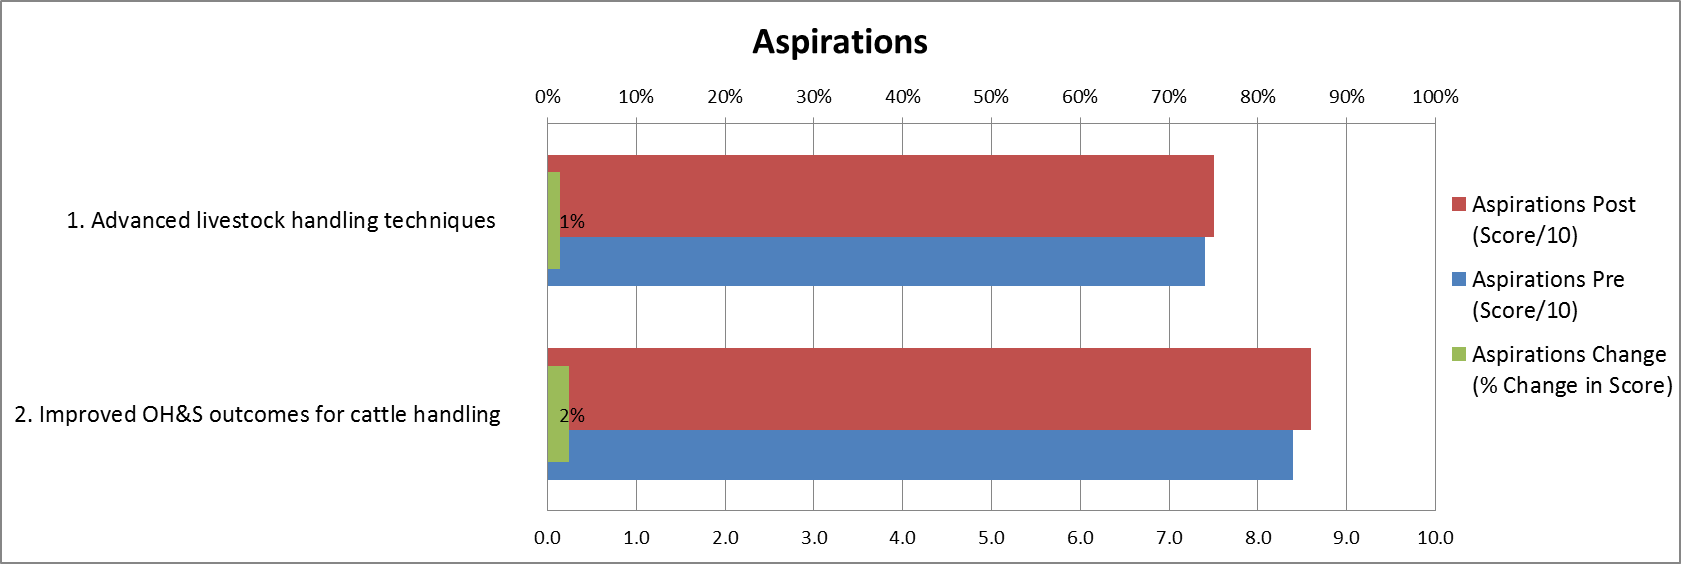 Aspirations
0% 10% 20% 30% 40% 50% 60% 70% 80% 90% 100%
1. Advanced livestock handling techniques
1%
2. Improved OH&S outcomes for cattle handling
2%
0.0 1.0 2.0 3.0 4.0 5.0 6.0 7.0 8.0 9.0 10.0
Aspirations Post
(Score/10)
Aspirations Pre
(Score/10)
Aspirations Change
(% Change in Score)